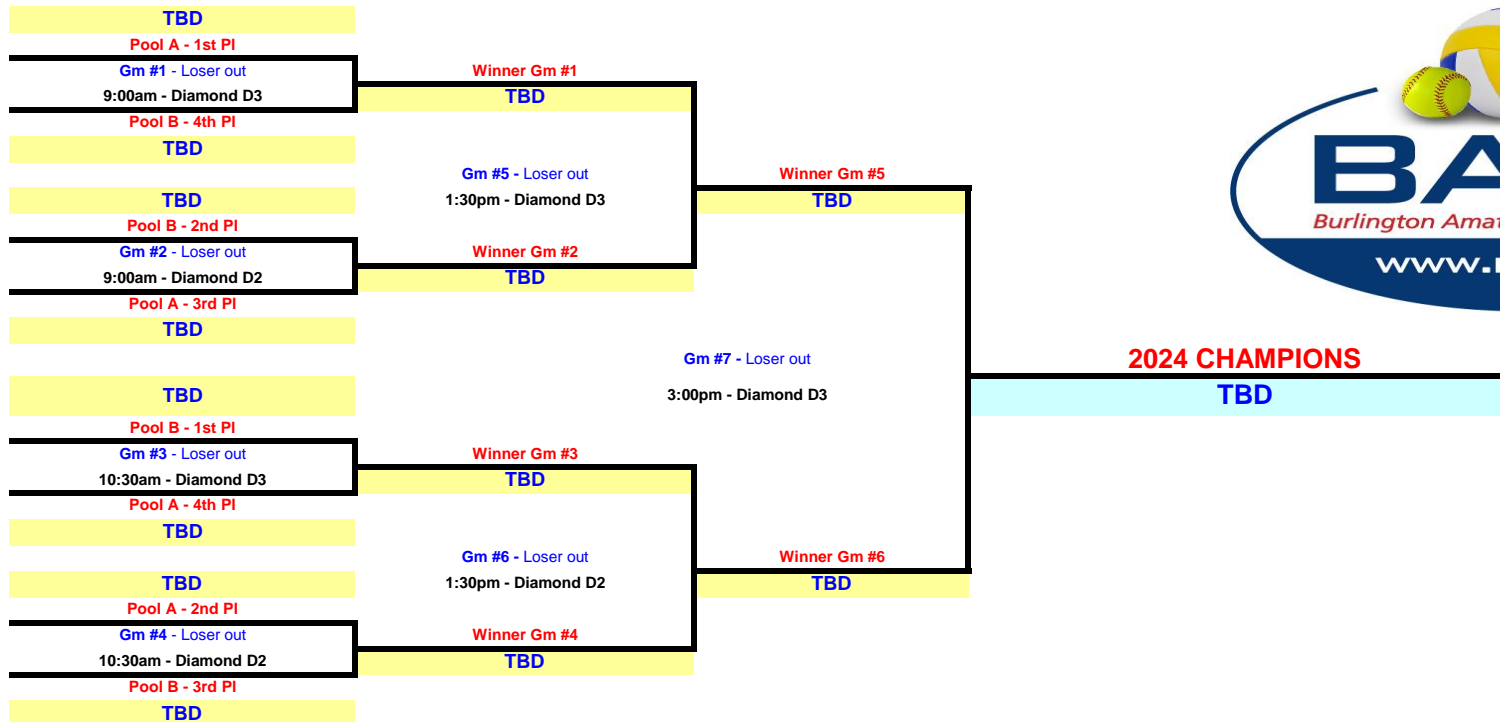 TBD
Pool A - 1st Pl
Gm #1 - Loser out
9:00am - Diamond D3
Pool B - 4th Pl
TBD
TBD
Pool B - 2nd Pl
Gm #2 - Loser out
9:00am - Diamond D2
Pool A - 3rd Pl
TBD
TBD
Pool B - 1st Pl
Gm #3 - Loser out
10:30am - Diamond D3
Pool A - 4th Pl
TBD
TBD
Pool A - 2nd Pl
Gm #4 - Loser out
10:30am - Diamond D2
Pool B - 3rd Pl
TBD
Winner Gm #1
TBD
Gm #5 - Loser out
1:30pm - Diamond D3
Winner Gm #2
TBD
Winner Gm #3
TBD
Gm #6 - Loser out
1:30pm - Diamond D2
Winner Gm #4
TBD
Winner Gm #5
TBD
Gm #7 - Loser out
3:00pm - Diamond D3
Winner Gm #6
TBD
2024 CHAMPIONS
TBD
BA
Burlington Amat
www.